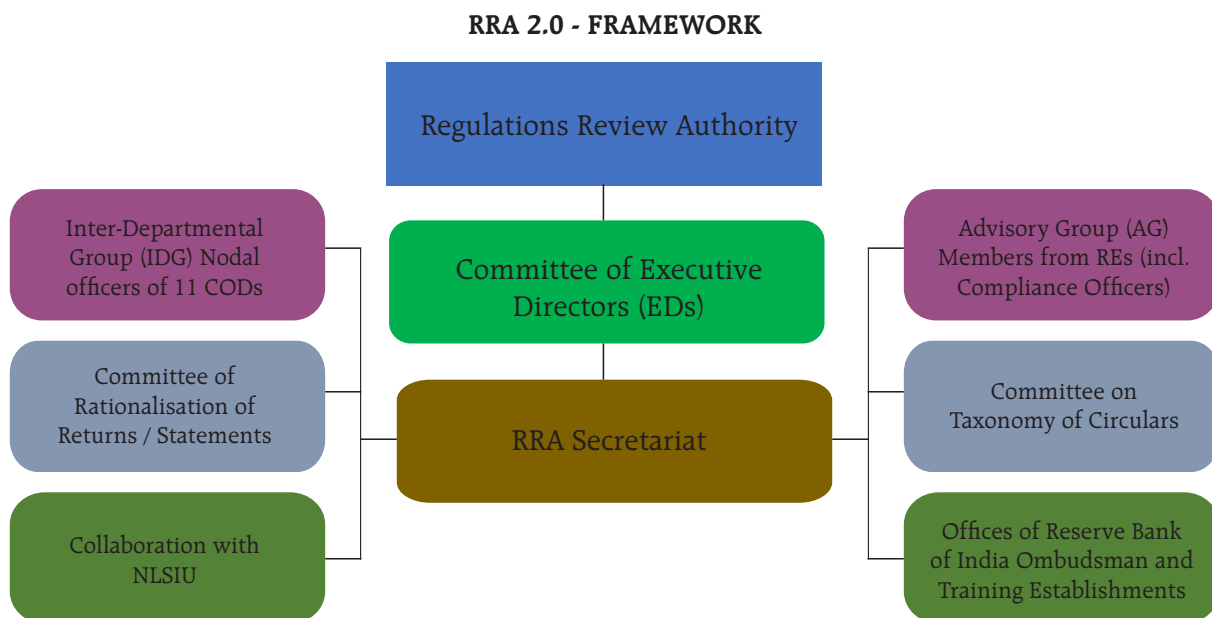 RRA 2.0 - FRAMEWORK
Regulations Review Authority
Committee of Executive
Directors (EDs)
RRA Secretariat
Inter-Departmental
Group (IDG) Nodal
officers of 11 CODs
Committee of
Rationalisation of
Returns / Statements
Collaboration with
NLSIU
Advisory Group (AG)
Members from REs (incl.
Compliance Officers)
Committee on
Taxonomy of Circulars
Offices of Reserve Bank
of India Ombudsman and
Training Establishments